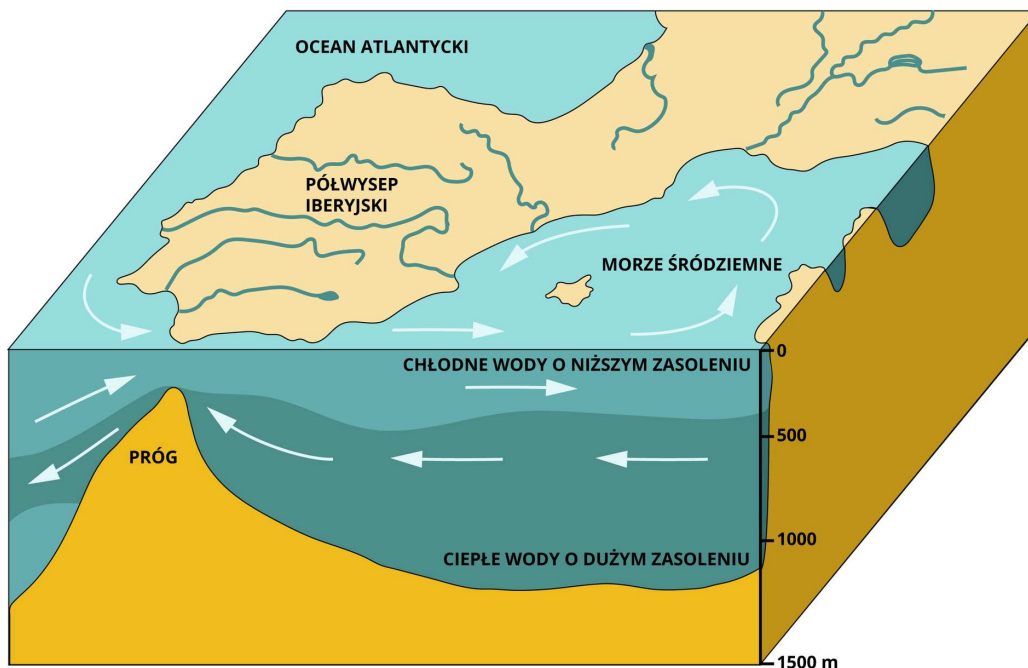 OCEAN ATLANTYCKI
PÓŁWYSEP
IBERYJSKI
MORZE ŚRÓDZIEMNE
0
CHŁODNE WODY O NIŻSZYM ZASOLENIU
500
PRÓG
1000
CIEPŁE WODY O DUŻYM ZASOLENIU
1500 m